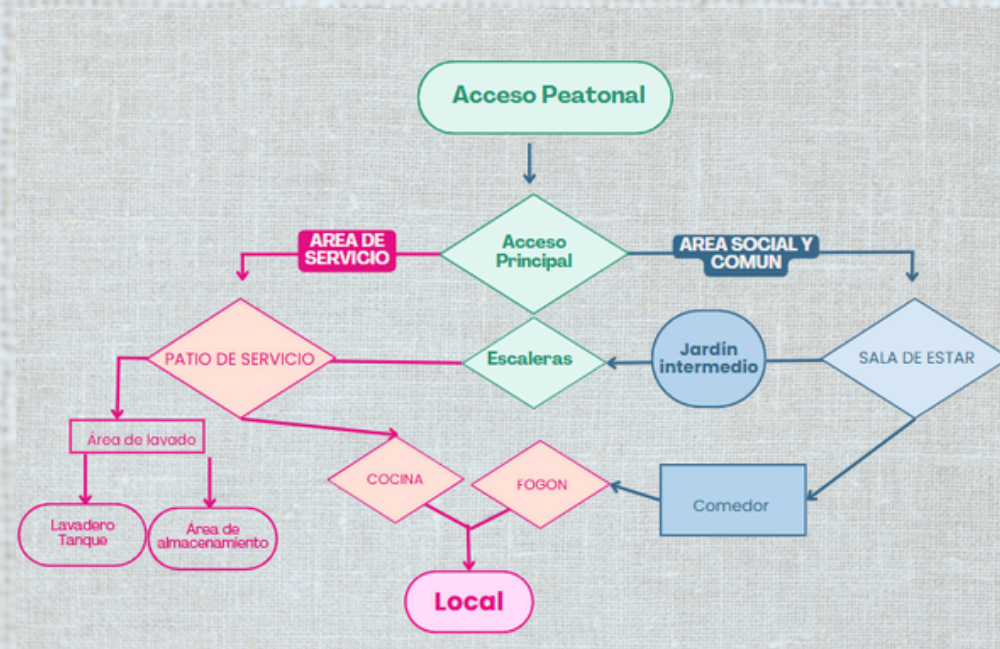 Acceso Peatonal
Acceso
Principal
AREA DE
SERVICIO
AREA SOCIAL Y
COMUN
PATIO DE SERVICIO
Escaleras
Jardín
intermedio
SALA DE ESTAR
Área de lavado
COCINA
FOGON
Comedor
Lavadero
Tanque
Área de
almacenamiento
Local